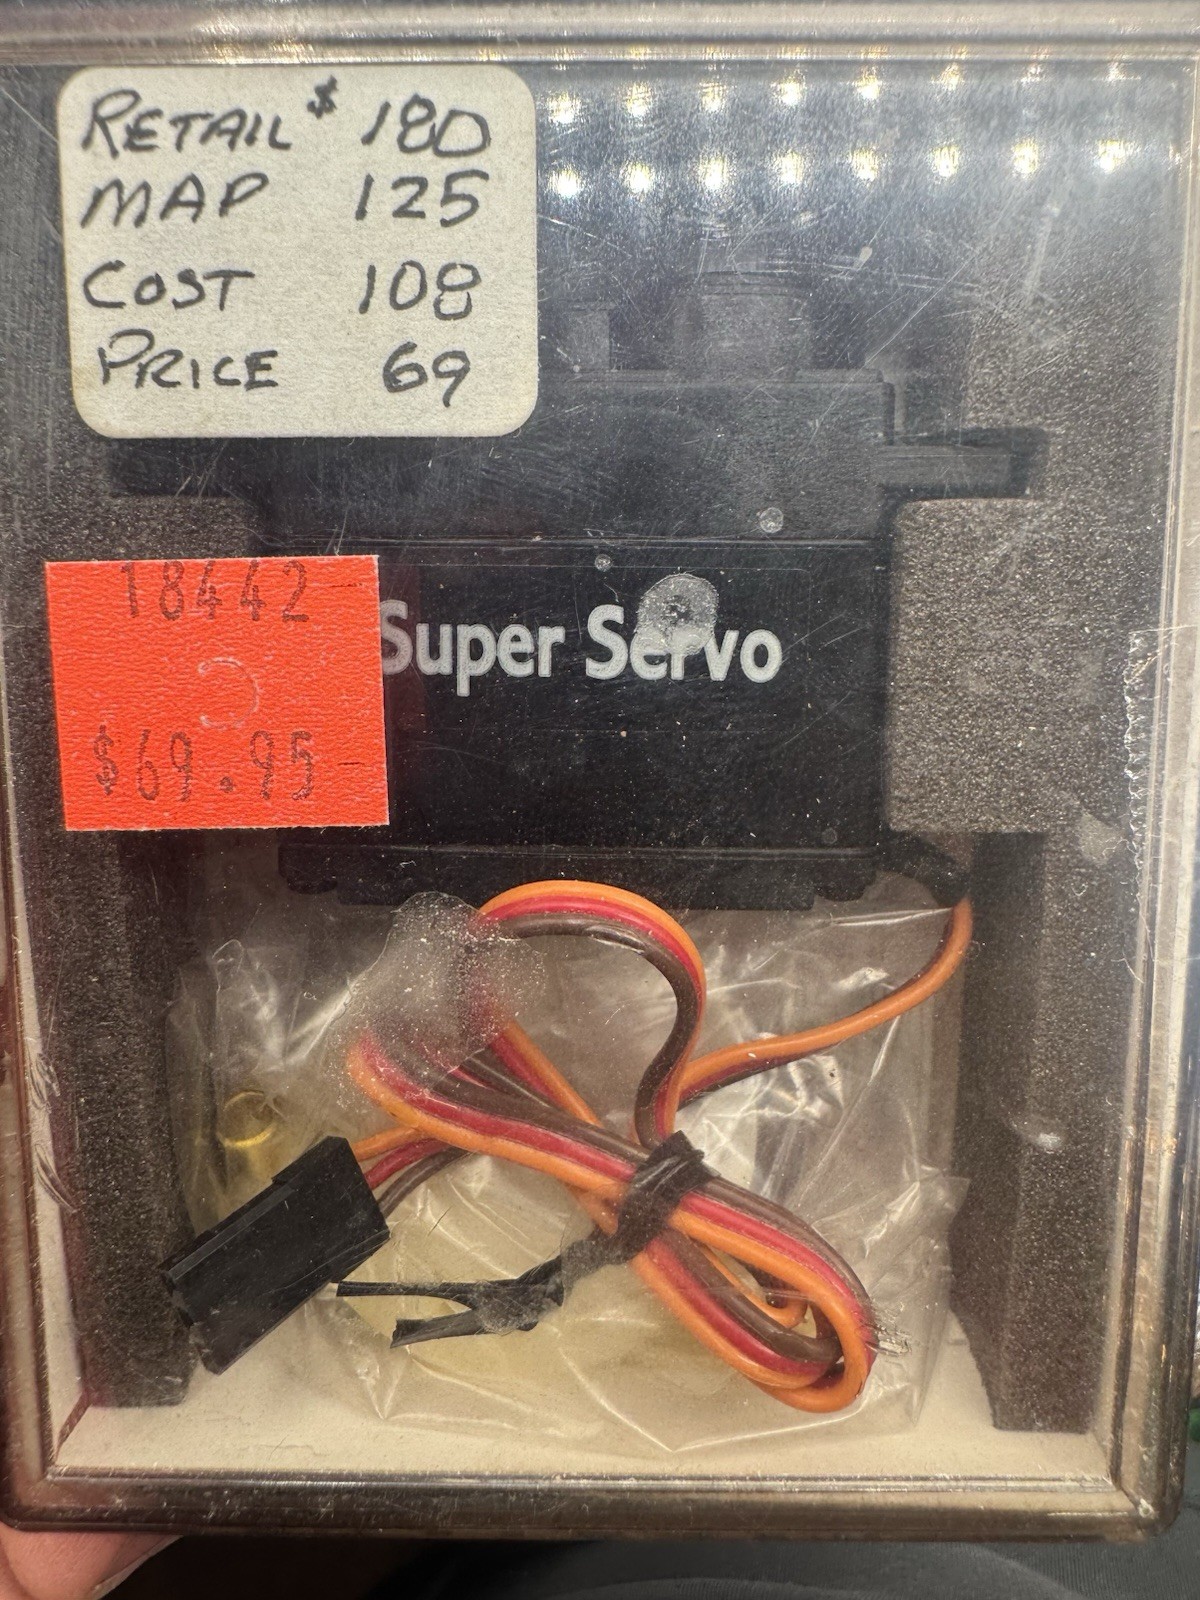 RETAIL $ 180
MAP 125
COST 108
PRICE 69
18442
$69.95
Super Servo